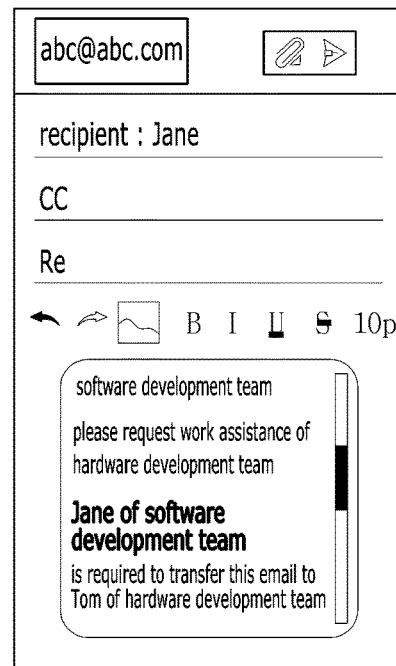 abc@abc.com
recipient : Jane
CC
Re
B I U S 10p
software development team
please request work assistance of
hardware development team
Jane of software
development team
is required to transfer this email to
Tom of hardware development team